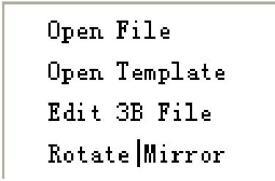 Open File
Open Template
Edit 3B File
Rotate|Mirror